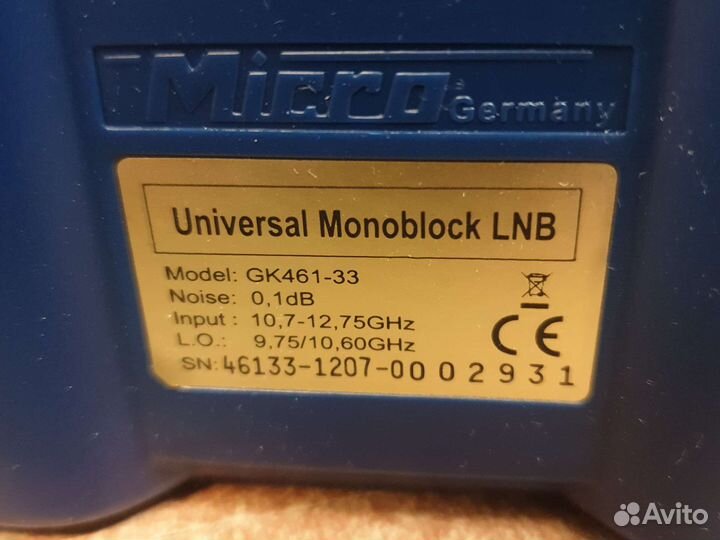 Micro
Germany
Universal Monoblock LNB
Model: GK461-33
Noise: 0,1dB
Input : 10,7-12,75GHz
L.O.: 9,75/10,60GHz
CE
SN: 46133-1207-0002931
Avito